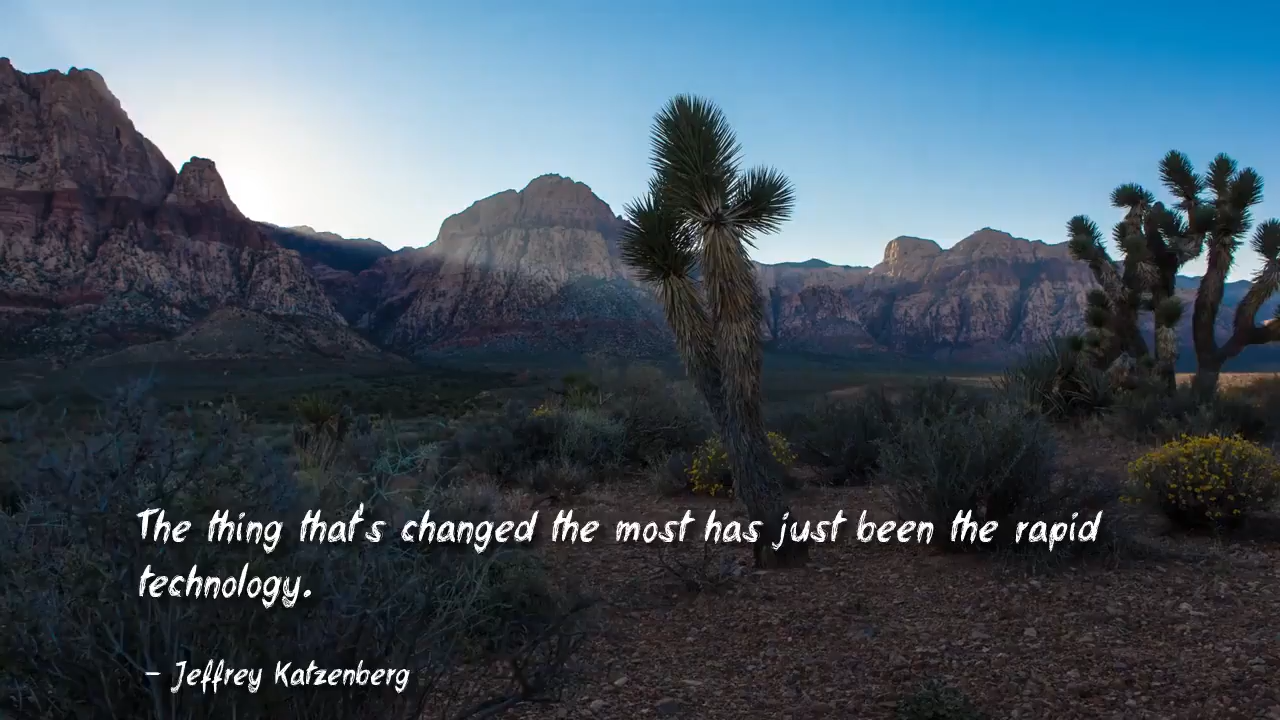 The thing that's changed the most has just been the rapid
technology.
- Jeffrey Katzenberg